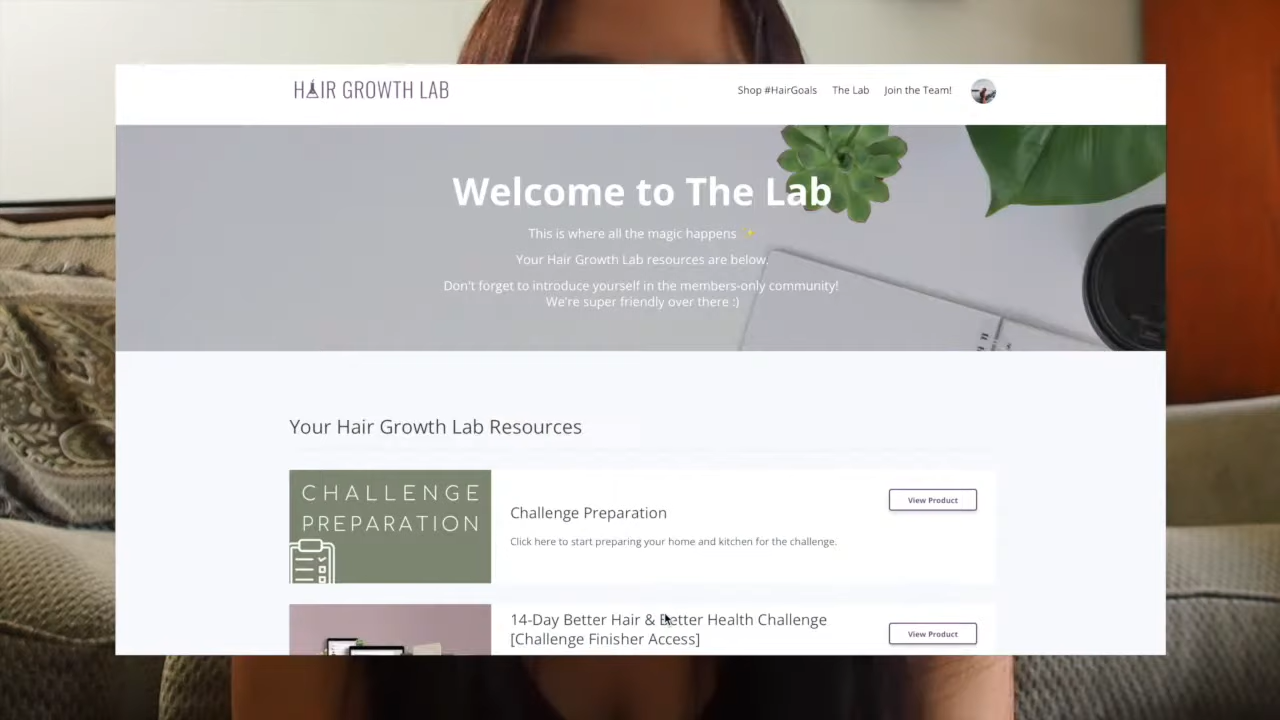 HAIR GROWTH LAB
Shop #HairGoals
The Lab
Join the Team!
Welcome to The Lab
This is where all the magic happens ✨
Your Hair Growth Lab resources are below.
Don't forget to introduce yourself in the members-only community!
We're super friendly over there :)
Your Hair Growth Lab Resources
CHALLENGE
PREPARATION
Challenge Preparation
Click here to start preparing your home and kitchen for the challenge.
View Product
14-Day Better Hair & Better Health Challenge
[Challenge Finisher Access]
View Product